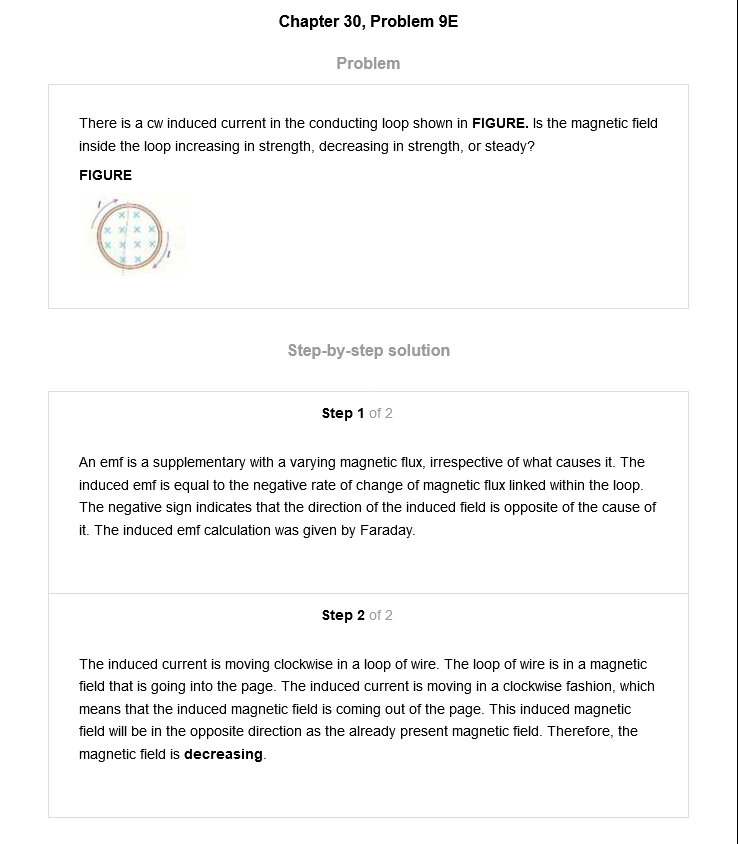 Chapter 30, Problem 9E
Problem
There is a cw induced current in the conducting loop shown in FIGURE. Is the magnetic field
inside the loop increasing in strength, decreasing in strength, or steady?
FIGURE
I
x x
x x x x
x x x x
x x
I
Step-by-step solution
Step 1 of 2
An emf is a supplementary with a varying magnetic flux, irrespective of what causes it. The
induced emf is equal to the negative rate of change of magnetic flux linked within the loop.
The negative sign indicates that the direction of the induced field is opposite of the cause of
it. The induced emf calculation was given by Faraday.
Step 2 of 2
The induced current is moving clockwise in a loop of wire. The loop of wire is in a magnetic
field that is going into the page. The induced current is moving in a clockwise fashion, which
means that the induced magnetic field is coming out of the page. This induced magnetic
field will be in the opposite direction as the already present magnetic field. Therefore, the
magnetic field is decreasing.